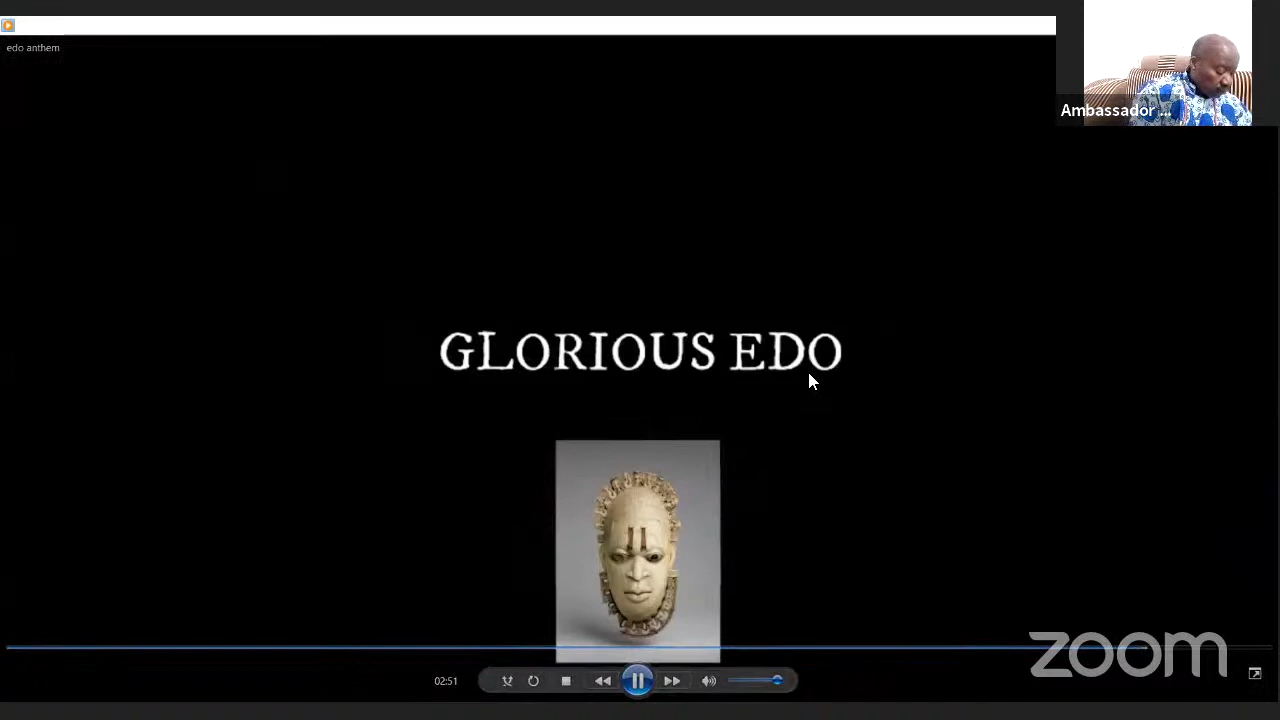 edo anthem
Ambassador ...
GLORIOUS EDO
02:51
zoom